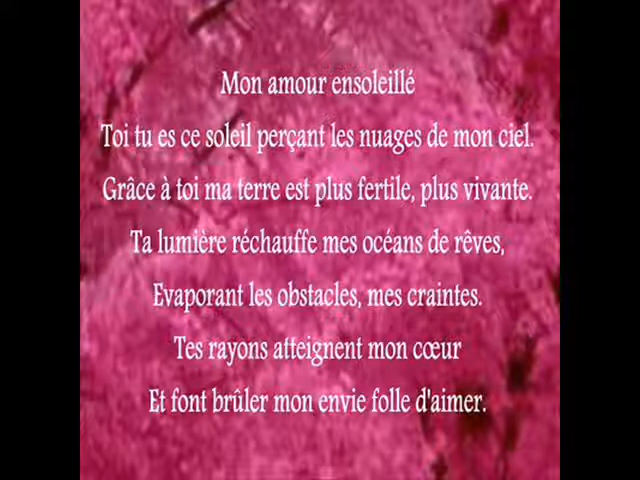 Mon amour ensoleillé
Toi tu es ce soleil perçant les nuages de mon ciel.
Grâce à toi ma terre est plus fertile, plus vivante.
Ta lumière réchauffe mes océans de rêves,
Evaporant les obstacles, mes craintes.
Tes rayons atteignent mon cœur
Et font brûler mon envie folle d'aimer.